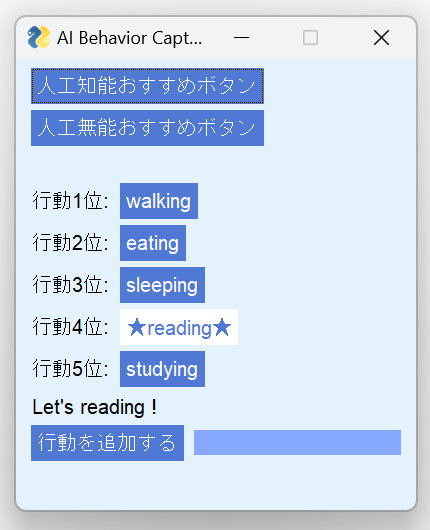 AI Behavior Capt...
人工知能おすすめボタン
人工無能おすすめボタン
行動1位: walking
行動2位: eating
行動3位: sleeping
行動4位: ★reading★
行動5位: studying
Let's reading !
行動を追加する